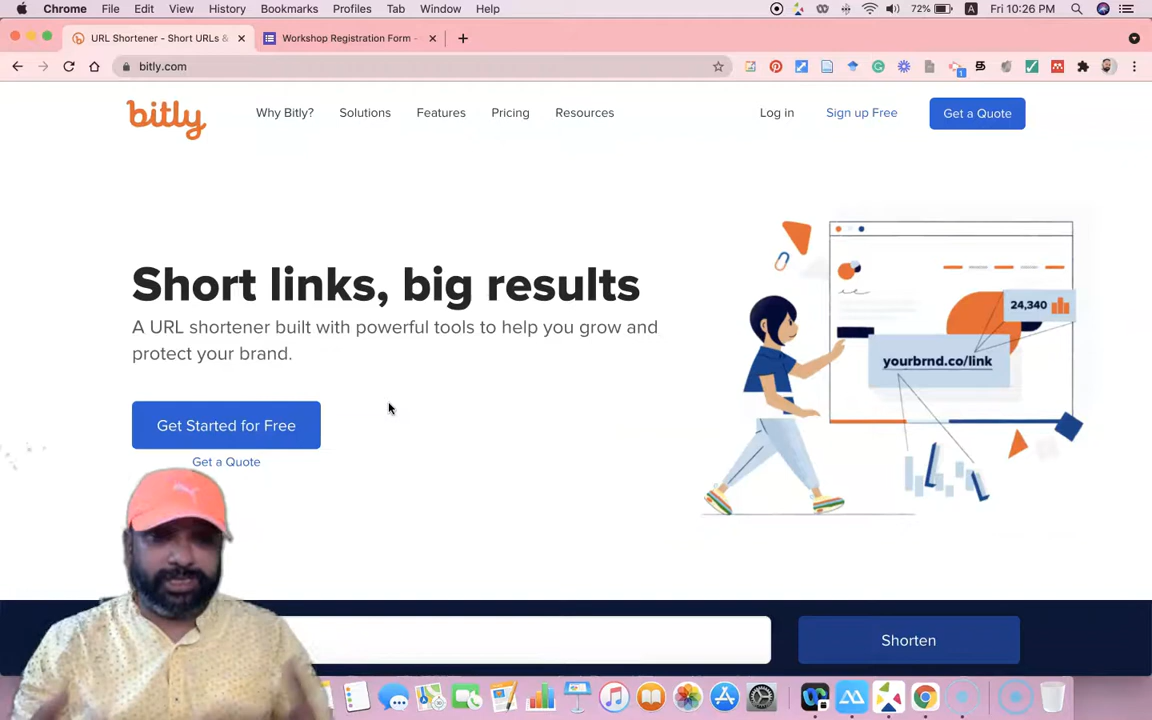 Chrome File Edit View History Bookmarks Profiles Tab Window Help 72% A Fri 10:26 PM
URL Shortener - Short URLs & Workshop Registration Form -
bitly.com
1
bitly Why Bitly? Solutions Features Pricing Resources Log in Sign up Free Get a Quote
Short links, big results
A URL shortener built with powerful tools to help you grow and
protect your brand.
24,340
yourbrnd.co/link
Get Started for Free
Get a Quote
Shorten